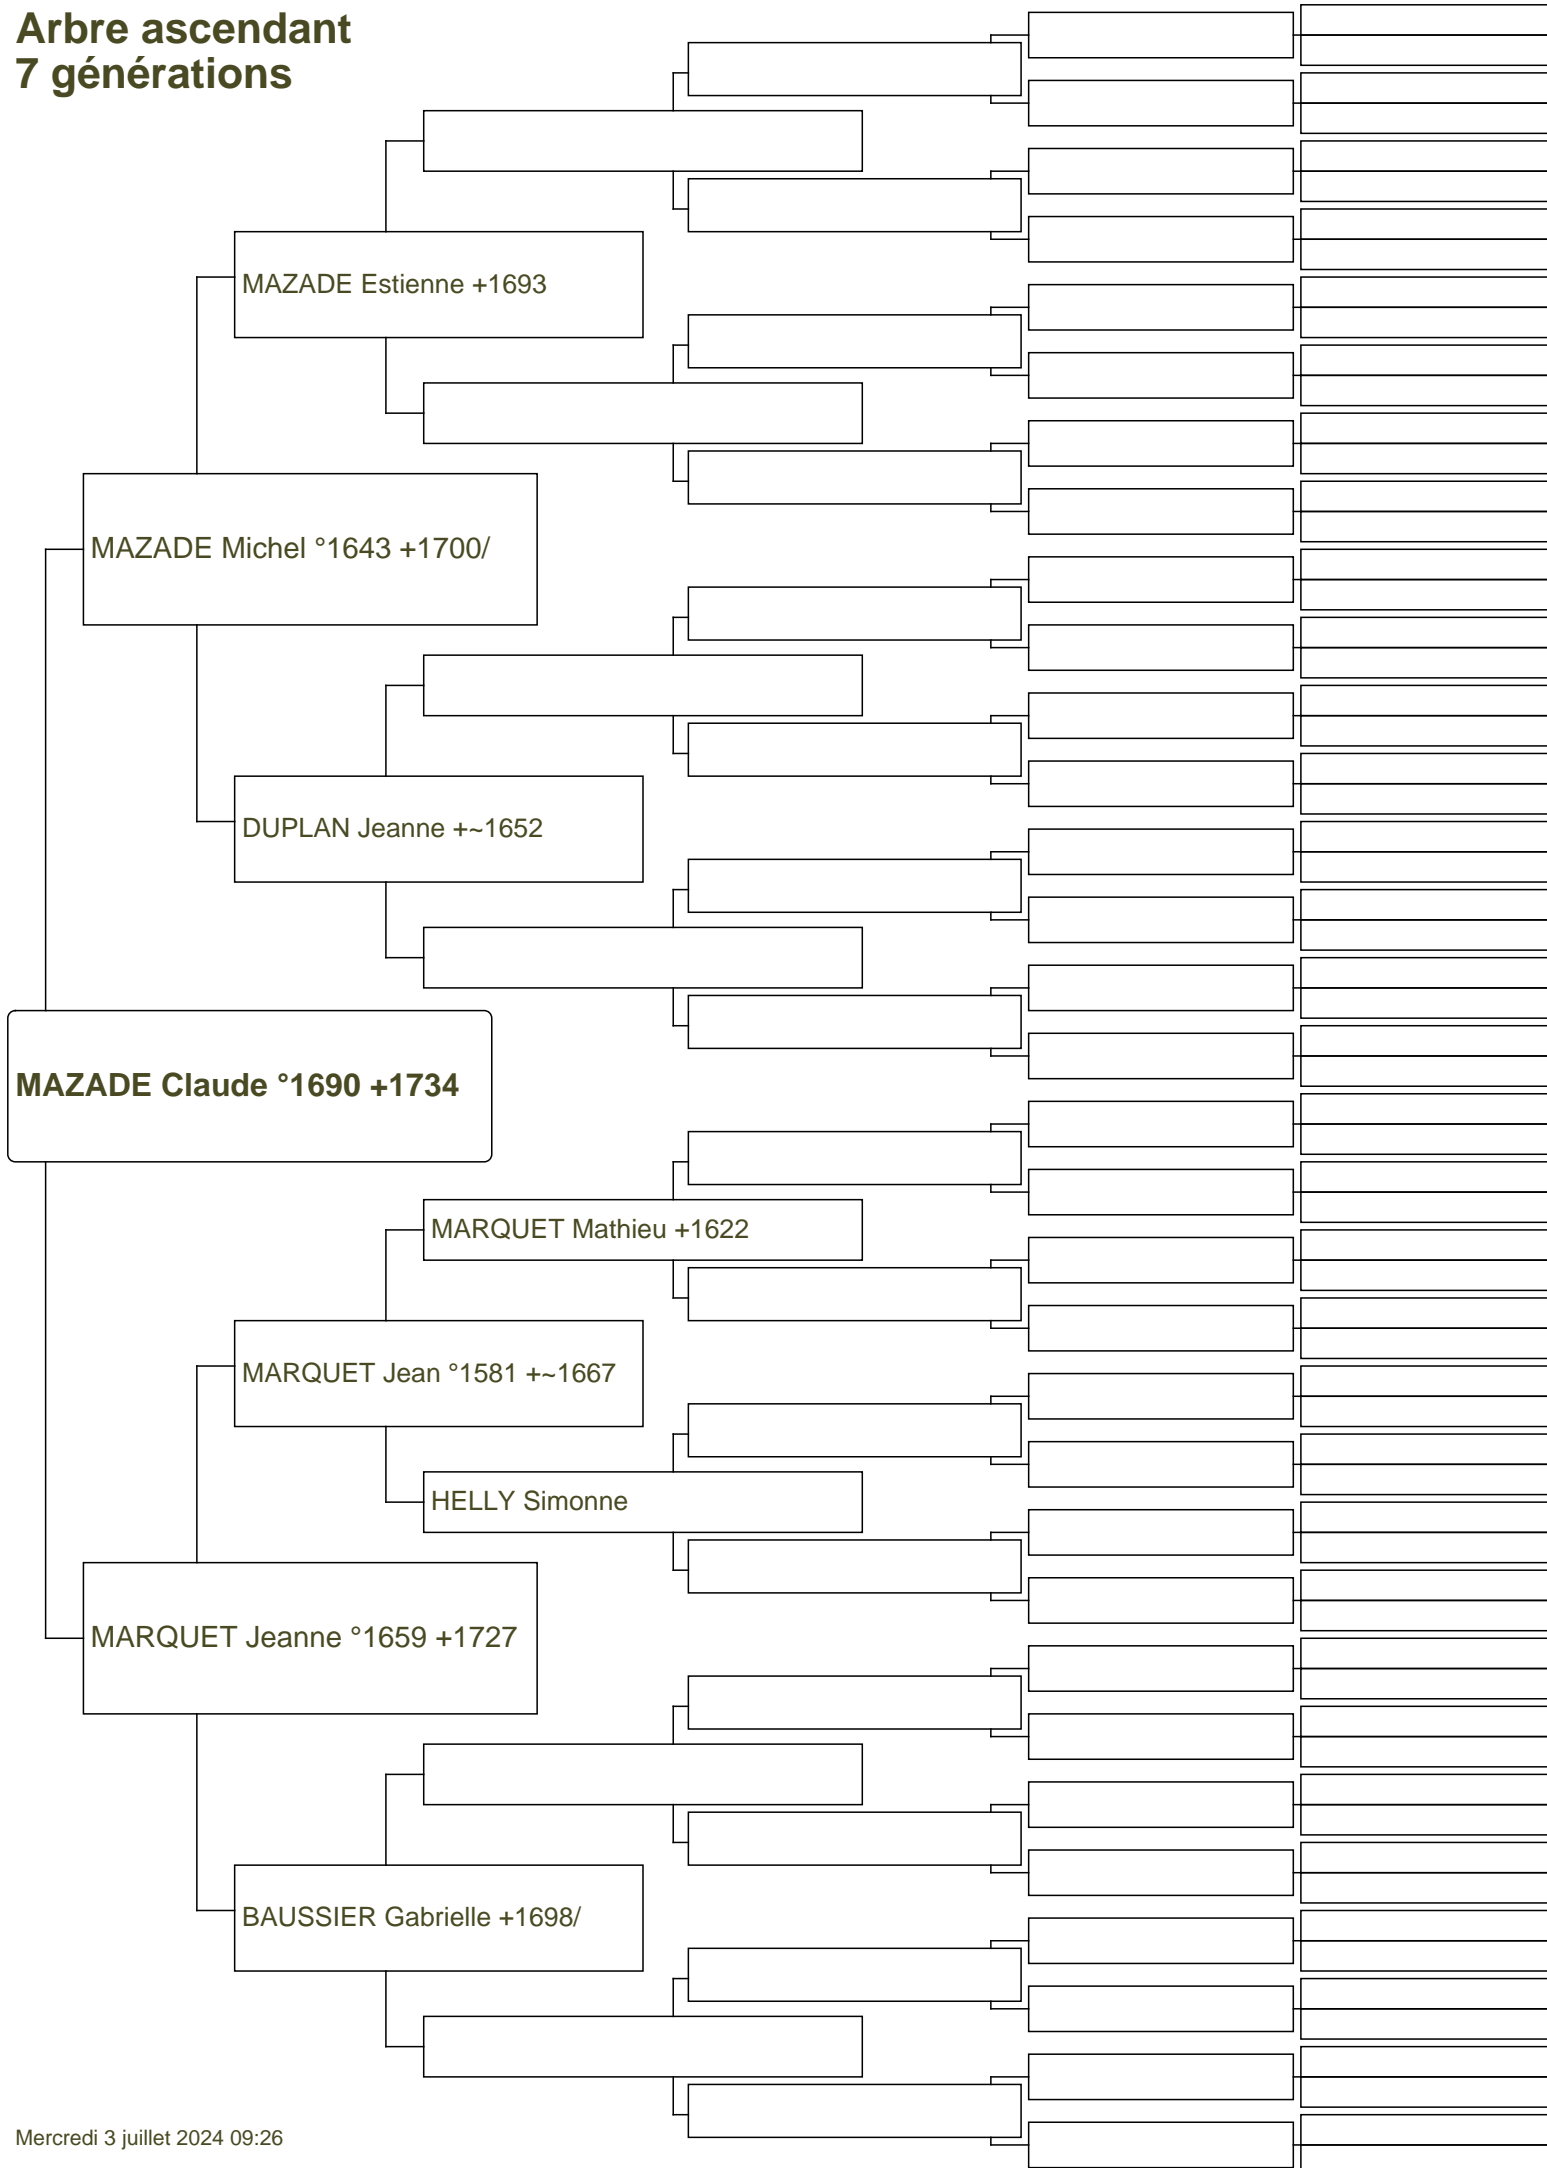 Arbre ascendant
7 générations
MAZADE Estienne +1693
MAZADE Michel °1643 +1700/
DUPLAN Jeanne +~1652
MAZADE Claude °1690 +1734
MARQUET Mathieu +1622
MARQUET Jean °1581 +~1667
HELLY Simonne
MARQUET Jeanne °1659 +1727
BAUSSIER Gabrielle +1698/
Mercredi 3 juillet 2024 09:26